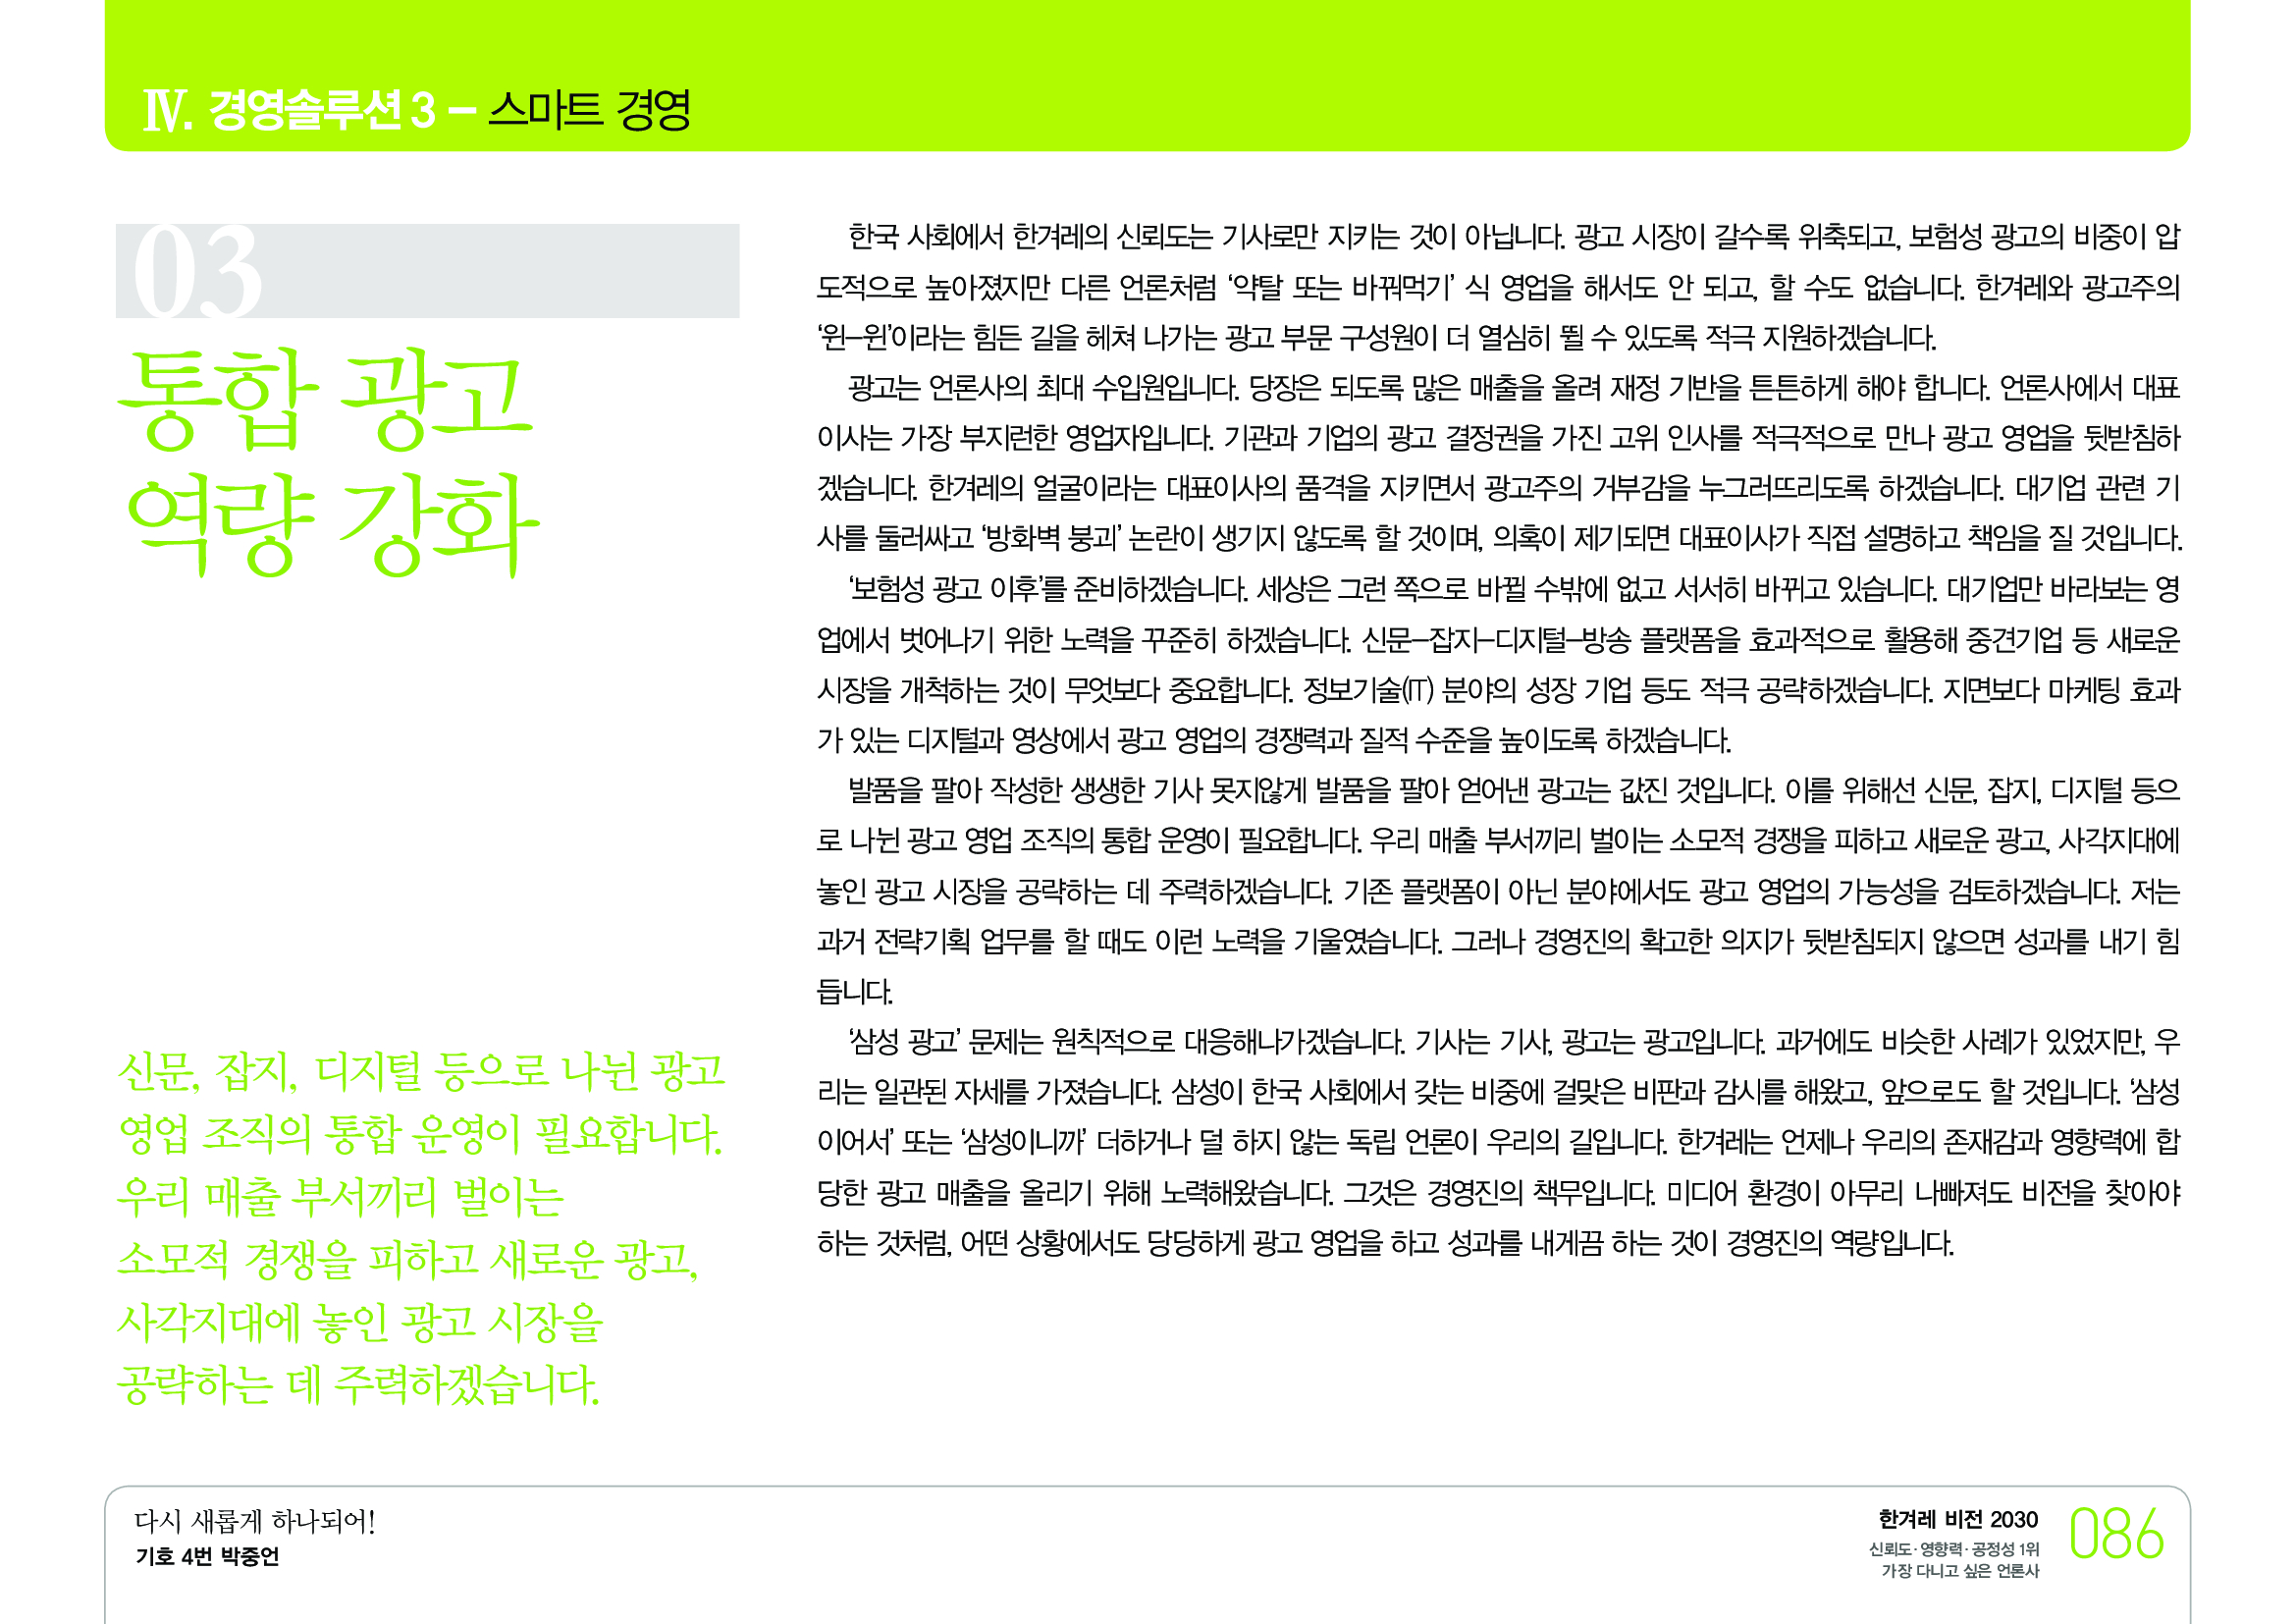 Ⅳ. 경영솔루션 3 – 스마트 경영
03
통합 광고
역량 강화
신문, 잡지, 디지털 등으로 나뉜 광고
영업 조직의 통합 운영이 필요합니다.
우리 매출 부서끼리 벌이는
소모적 경쟁을 피하고 새로운 광고,
사각지대에 놓인 광고 시장을
공략하는 데 주력하겠습니다.
한국 사회에서 한겨레의 신뢰도는 기사로만 지키는 것이 아닙니다. 광고 시장이 갈수록 위축되고, 보험성 광고의 비중이 압
도적으로 높아졌지만 다른 언론처럼 ‘약탈 또는 바꿔먹기’ 식 영업을 해서도 안 되고, 할 수도 없습니다. 한겨레와 광고주의
‘윈–윈’이라는 힘든 길을 헤쳐 나가는 광고 부문 구성원이 더 열심히 뛸 수 있도록 적극 지원하겠습니다.
광고는 언론사의 최대 수입원입니다. 당장은 되도록 많은 매출을 올려 재정 기반을 튼튼하게 해야 합니다. 언론사에서 대표
이사는 가장 부지런한 영업자입니다. 기관과 기업의 광고 결정권을 가진 고위 인사를 적극적으로 만나 광고 영업을 뒷받침하
겠습니다. 한겨레의 얼굴이라는 대표이사의 품격을 지키면서 광고주의 거부감을 누그러뜨리도록 하겠습니다. 대기업 관련 기
사를 둘러싸고 ‘방화벽 붕괴’ 논란이 생기지 않도록 할 것이며, 의혹이 제기되면 대표이사가 직접 설명하고 책임을 질 것입니다.
‘보험성 광고 이후’를 준비하겠습니다. 세상은 그런 쪽으로 바뀔 수밖에 없고 서서히 바뀌고 있습니다. 대기업만 바라보는 영
업에서 벗어나기 위한 노력을 꾸준히 하겠습니다. 신문–잡지–디지털–방송 플랫폼을 효과적으로 활용해 중견기업 등 새로운
시장을 개척하는 것이 무엇보다 중요합니다. 정보기술(IT) 분야의 성장 기업 등도 적극 공략하겠습니다. 지면보다 마케팅 효과
가 있는 디지털과 영상에서 광고 영업의 경쟁력과 질적 수준을 높이도록 하겠습니다.
발품을 팔아 작성한 생생한 기사 못지않게 발품을 팔아 얻어낸 광고는 값진 것입니다. 이를 위해선 신문, 잡지, 디지털 등으
로 나뉜 광고 영업 조직의 통합 운영이 필요합니다. 우리 매출 부서끼리 벌이는 소모적 경쟁을 피하고 새로운 광고, 사각지대에
놓인 광고 시장을 공략하는 데 주력하겠습니다. 기존 플랫폼이 아닌 분야에서도 광고 영업의 가능성을 검토하겠습니다. 저는
과거 전략기획 업무를 할 때도 이런 노력을 기울였습니다. 그러나 경영진의 확고한 의지가 뒷받침되지 않으면 성과를 내기 힘
듭니다.
‘삼성 광고’ 문제는 원칙적으로 대응해나가겠습니다. 기사는 기사, 광고는 광고입니다. 과거에도 비슷한 사례가 있었지만, 우
리는 일관된 자세를 가졌습니다. 삼성이 한국 사회에서 갖는 비중에 걸맞은 비판과 감시를 해왔고, 앞으로도 할 것입니다. ‘삼성
이어서’ 또는 ‘삼성이니까’ 더하거나 덜 하지 않는 독립 언론이 우리의 길입니다. 한겨레는 언제나 우리의 존재감과 영향력에 합
당한 광고 매출을 올리기 위해 노력해왔습니다. 그것은 경영진의 책무입니다. 미디어 환경이 아무리 나빠져도 비전을 찾아야
하는 것처럼, 어떤 상황에서도 당당하게 광고 영업을 하고 성과를 내게끔 하는 것이 경영진의 역량입니다.
다시 새롭게 하나되어!
기호 4번 박중언
한겨레 비전 2030
신뢰도·영향력·공정성 1위
가장 다니고 싶은 언론사
086